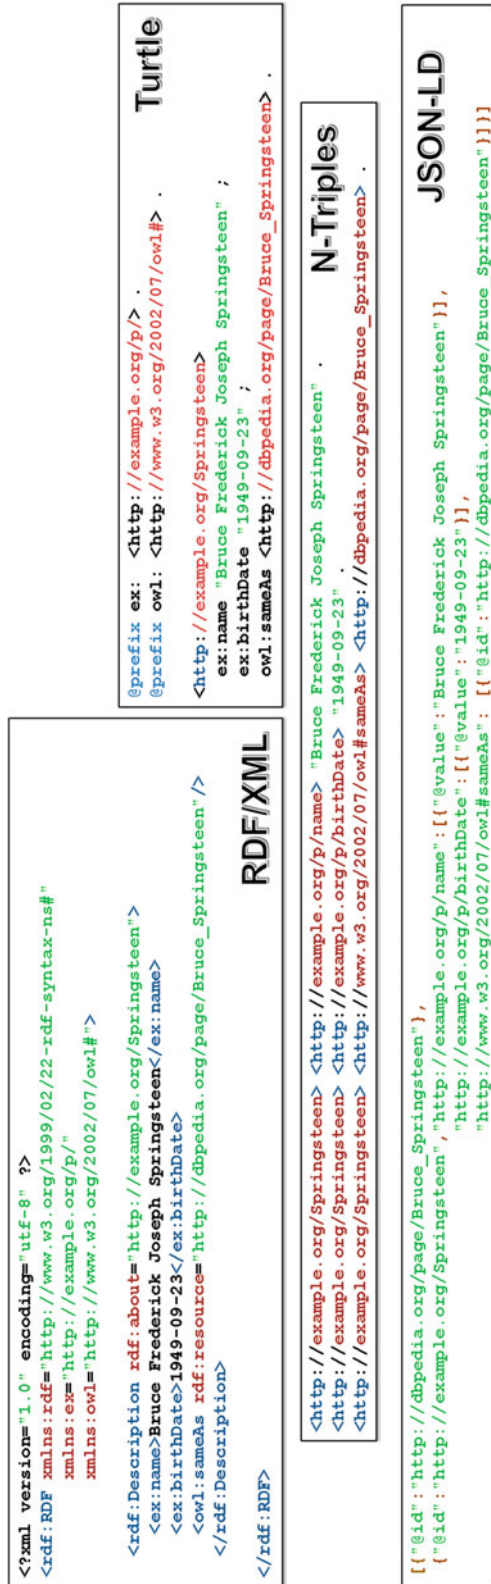 <?xml version="1.0" encoding="utf-8" ?>
<rdf:RDF xmlns:rdf="http://www.w3.org/1999/02/22-rdf-syntax-ns#"
xmlns:ex="http://example.org/p/"
xmlns:owl="http://www.w3.org/2002/07/owl#">
<rdf:Description rdf:about="http://example.org/Springsteen">
<ex:name>Bruce Frederick Joseph Springsteen</ex:name>
<ex:birthDate>1949-09-23</ex:birthDate>
<owl:sameAs rdf:resource="http://dbpedia.org/page/Bruce_Springsteen"/>
</rdf:Description>
</rdf:RDF>
RDF/XML
Turtle
@prefix ex: <http://example.org/p/> .
@prefix owl: <http://www.w3.org/2002/07/owl#> .
<http://example.org/Springsteen>
ex:name "Bruce Frederick Joseph Springsteen" ;
ex:birthDate "1949-09-23" ;
owl:sameAs <http://dbpedia.org/page/Bruce_Springsteen> .
N-Triples
<http://example.org/Springsteen> <http://example.org/p/name> "Bruce Frederick Joseph Springsteen" .
<http://example.org/Springsteen> <http://example.org/p/birthDate> "1949-09-23" .
<http://example.org/Springsteen> <http://www.w3.org/2002/07/owl#sameAs> <http://dbpedia.org/page/Bruce_Springsteen> .
JSON-LD
[{"@id":"http://dbpedia.org/page/Bruce_Springsteen"},
{"@id":"http://example.org/Springsteen","http://example.org/p/name":[{"@value":"Bruce Frederick Joseph Springsteen"}],
"http://example.org/p/birthDate":[{"@value":"1949-09-23"}],
"http://www.w3.org/2002/07/owl#sameAs": [{"@id":"http://dbpedia.org/page/Bruce_Springsteen"}]}]